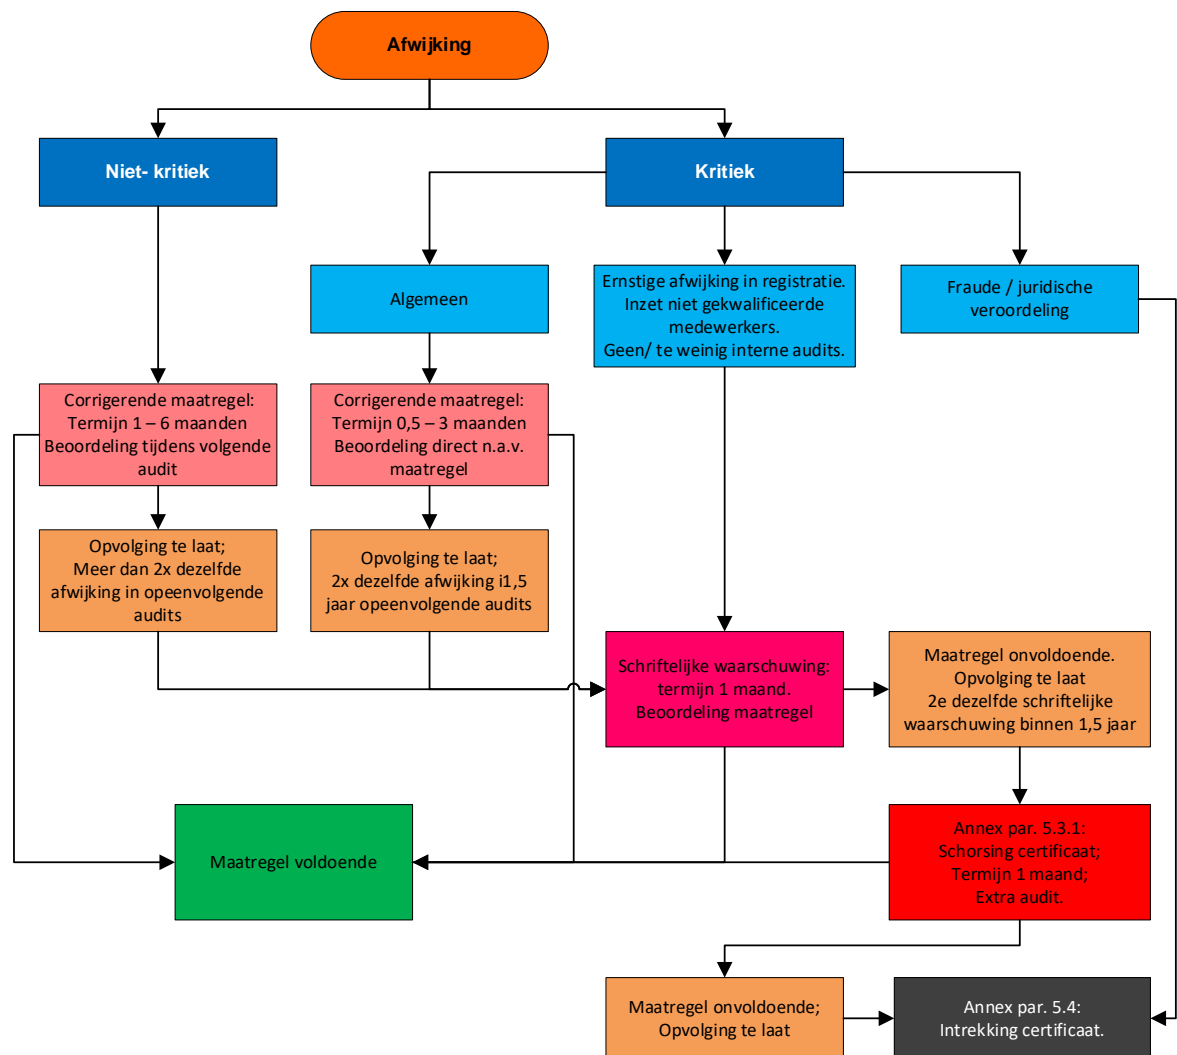 Afwijking
Niet- kritiek
Kritiek
Algemeen
Ernstige afwijking in registratie.
Inzet niet gekwalificeerde
medewerkers.
Geen/ te weinig interne audits.
Fraude / juridische
veroordeling
Corrigerende maatregel:
Termijn 1 – 6 maanden
Beoordeling tijdens volgende
audit
Corrigerende maatregel:
Termijn 0,5 – 3 maanden
Beoordeling direct n.a.v.
maatregel
Opvolging te laat;
Meer dan 2x dezelfde
afwijking in opeenvolgende
audits
Opvolging te laat;
2x dezelfde afwijking i1,5
jaar opeenvolgende audits
Schriftelijke waarschuwing:
termijn 1 maand.
Beoordeling maatregel
Maatregel onvoldoende.
Opvolging te laat
2e dezelfde schriftelijke
waarschuwing binnen 1,5 jaar
Maatregel voldoende
Annex par. 5.3.1:
Schorsing certificaat;
Termijn 1 maand;
Extra audit.
Maatregel onvoldoende;
Opvolging te laat
Annex par. 5.4:
Intrekking certificaat.